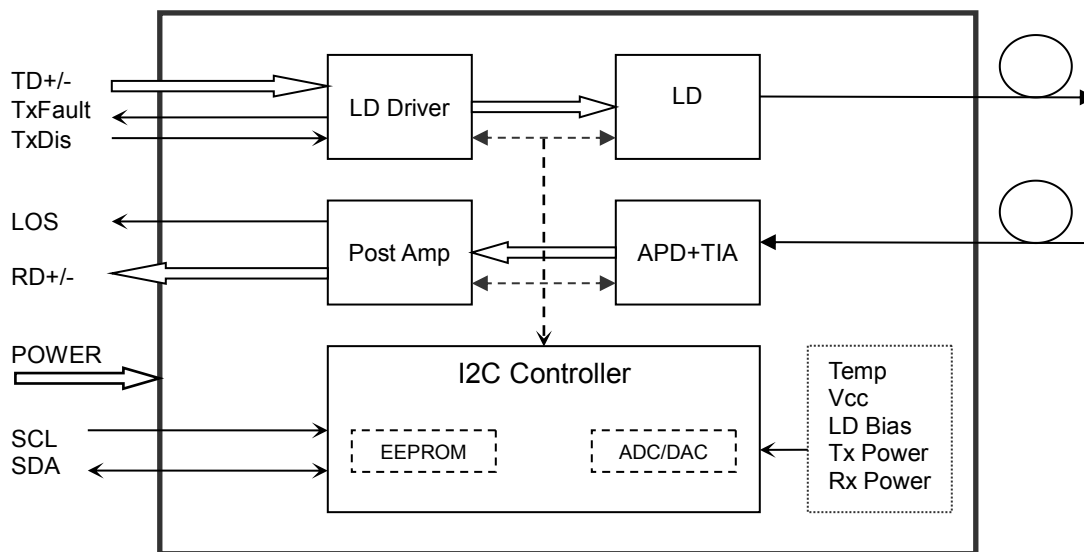 TD+/-
TxFault
TxDis
LD Driver
LD
LOS
RD+/-
Post Amp
APD+TIA
POWER
SCL
SDA
I2C Controller
EEPROM
ADC/DAC
Temp
Vcc
LD Bias
Tx Power
Rx Power